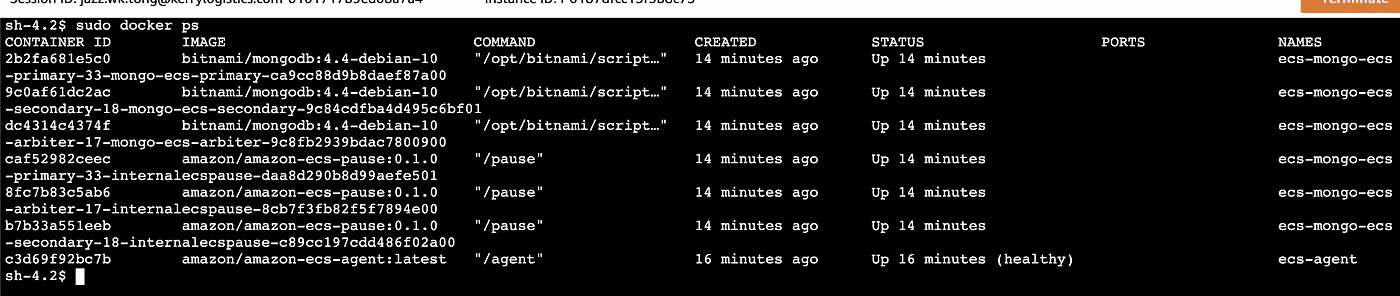 sh-4.2$ sudo docker ps
CONTAINER ID IMAGE COMMAND CREATED STATUS PORTS NAMES
2b2fa681e5c0 bitnami/mongodb:4.4-debian-10 "/opt/bitnami/script…" 14 minutes ago Up 14 minutes ecs-mongo-ecs
-primary-33-mongo-ecs-primary-ca9cc88d9b8daef87a00
9c0af61dc2ac bitnami/mongodb:4.4-debian-10 "/opt/bitnami/script…" 14 minutes ago Up 14 minutes ecs-mongo-ecs
-secondary-18-mongo-ecs-secondary-9c84cdfba4d495c6bf01
dc4314c4374f bitnami/mongodb:4.4-debian-10 "/opt/bitnami/script…" 14 minutes ago Up 14 minutes ecs-mongo-ecs
-arbiter-17-mongo-ecs-arbiter-9c8fb2939bdac7800900
caf52982ceec amazon/amazon-ecs-pause:0.1.0 "/pause" 14 minutes ago Up 14 minutes ecs-mongo-ecs
-primary-33-internalecspause-daa8d290b8d99aefe501
8fc7b83c5ab6 amazon/amazon-ecs-pause:0.1.0 "/pause" 14 minutes ago Up 14 minutes ecs-mongo-ecs
-arbiter-17-internalecspause-8cb7f3fb82f5f7894e00
b7b33a551eeb amazon/amazon-ecs-pause:0.1.0 "/pause" 14 minutes ago Up 14 minutes ecs-mongo-ecs
-secondary-18-internalecspause-c89cc197cdd486f02a00
c3d69f92bc7b amazon/amazon-ecs-agent:latest "/agent" 16 minutes ago Up 16 minutes (healthy) ecs-agent
sh-4.2$